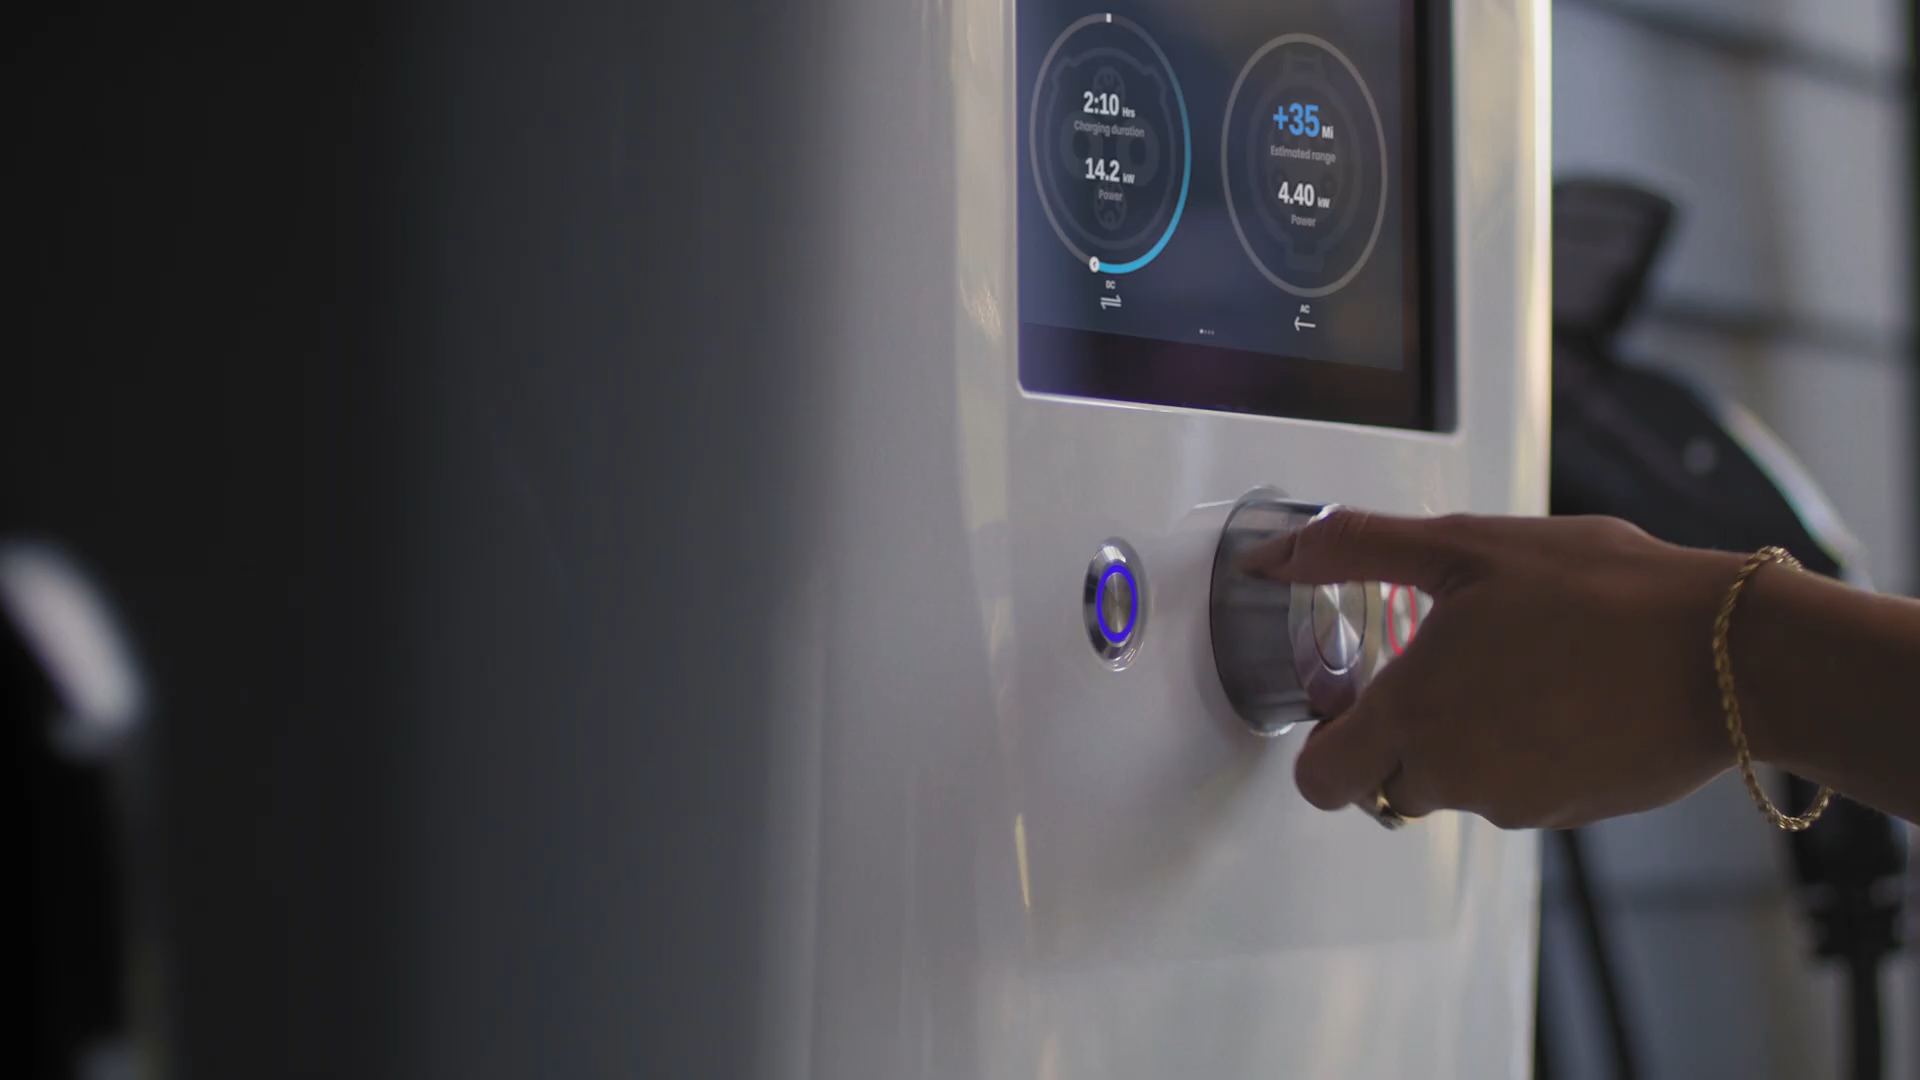 2:10 Hrs
Charging duration
14.2 kW
Power
DC
+35 Mi
Estimated range
4.40 kW
Power
AC